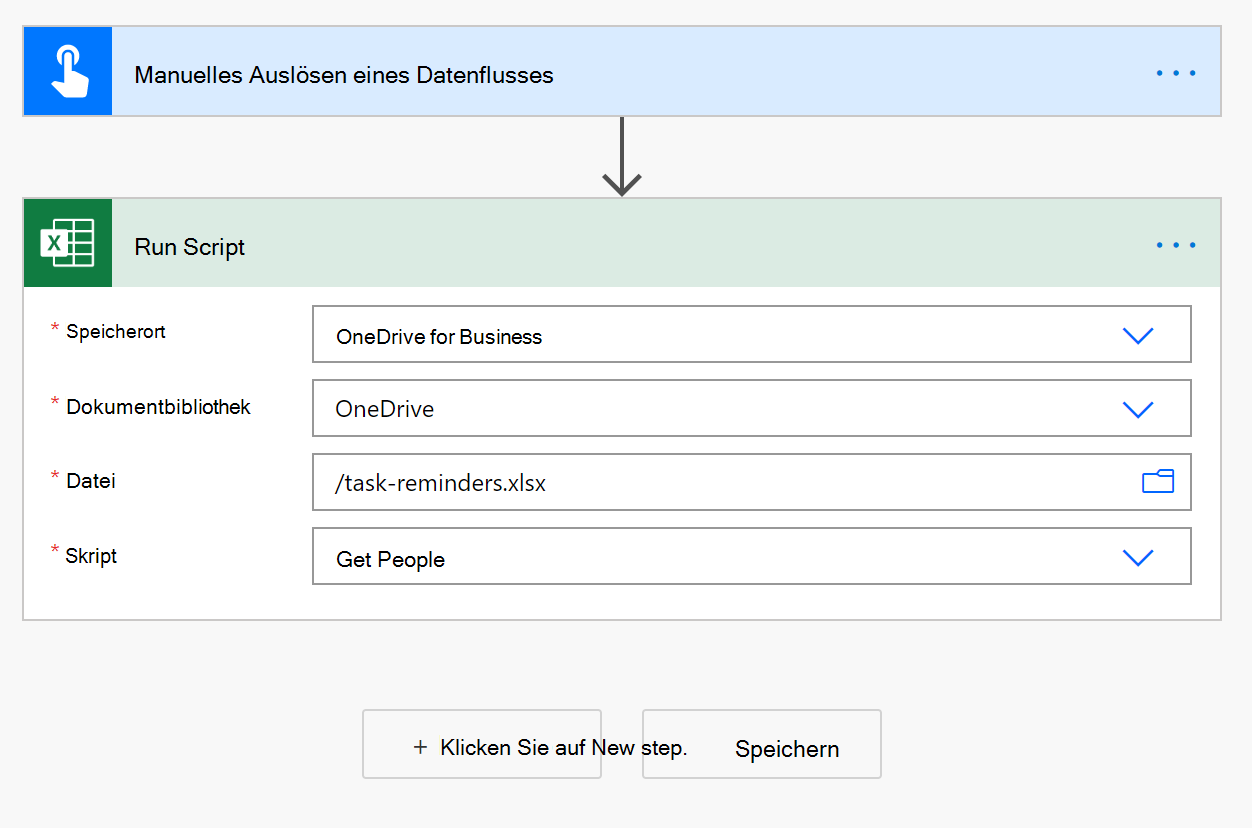 Manuelles Auslösen eines Datenflusses
Run Script
* Speicherort
OneDrive for Business
* Dokumentbibliothek
OneDrive
* Datei
/task-reminders.xlsx
* Skript
Get People
+ Klicken Sie auf New step.
Speichern